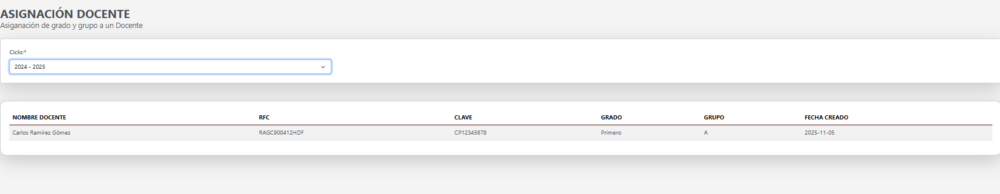 ASIGNACIÓN DOCENTE
Asiganación de grado y grupo a un Docente
Ciclo:*
2024 - 2025
NOMBRE DOCENTE RFC CLAVE GRADO GRUPO FECHA CREADO
Carlos Ramírez Gómez RAGC900412HDF CP12345678 Primero A 2025-11-05